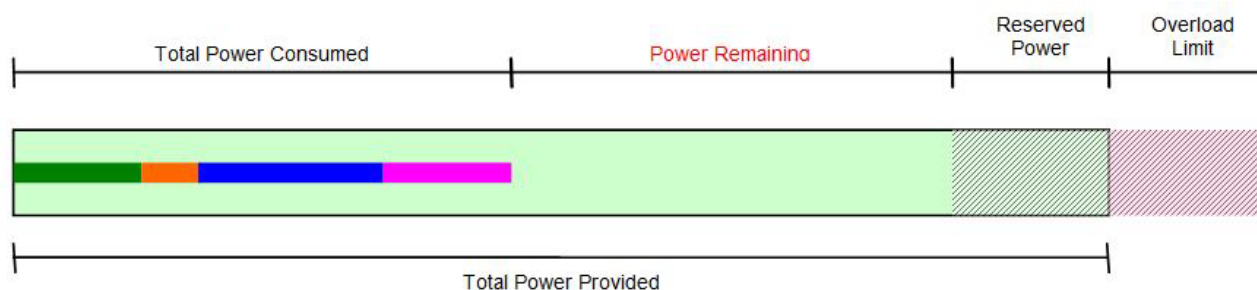 Total Power Consumed
Power Remaining
Reserved
Power
Overload
Limit
Total Power Provided